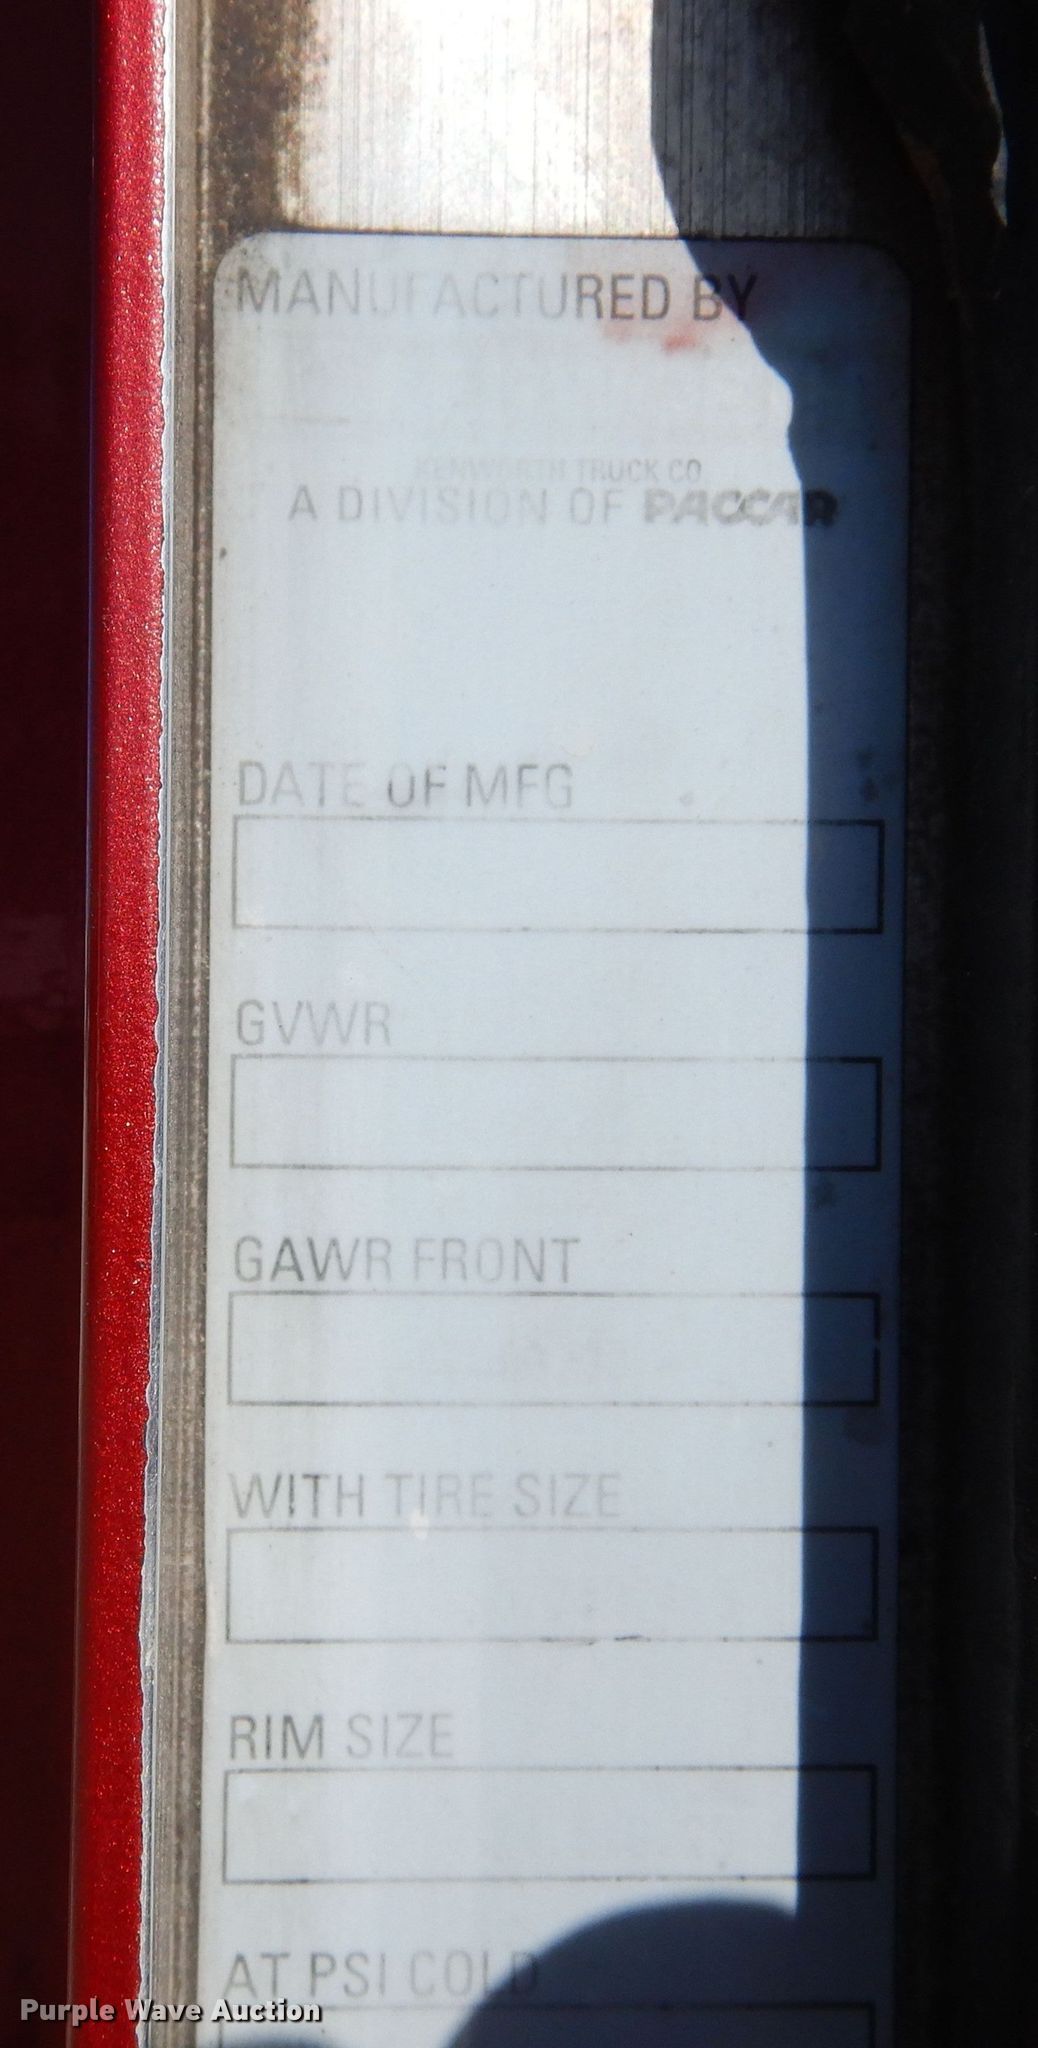 MANUFACTURED BY
KENWORTH TRUCK CO
A DIVISION OF PACCAR
DATE OF MFG
GVWR
GAWR FRONT
WITH TIRE SIZE
RIM SIZE
AT PSI COLD
Purple Wave Auction